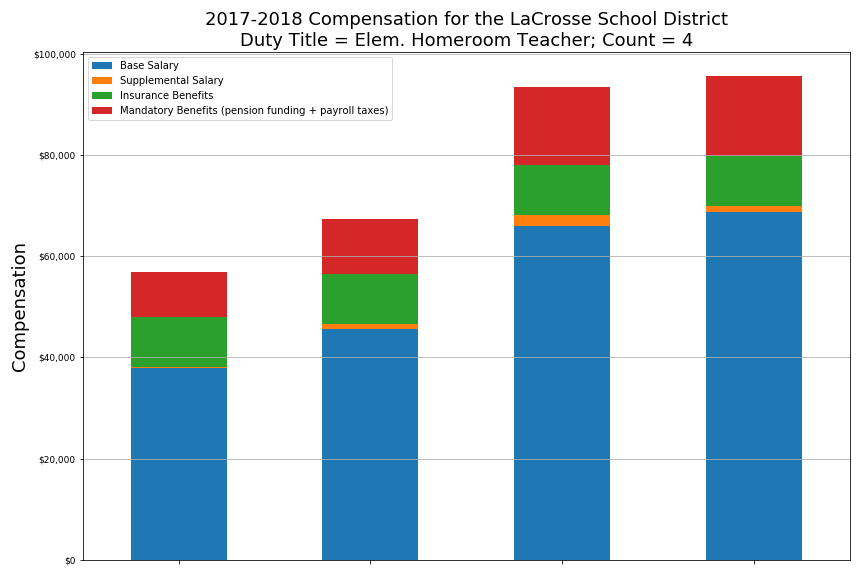 2017-2018 Compensation for the LaCrosse School District
Duty Title = Elem. Homeroom Teacher; Count = 4
$100,000
Base Salary
Supplemental Salary
Insurance Benefits
Mandatory Benefits (pension funding + payroll taxes)
$80,000
$60,000
Compensation
$40,000
$20,000
$0